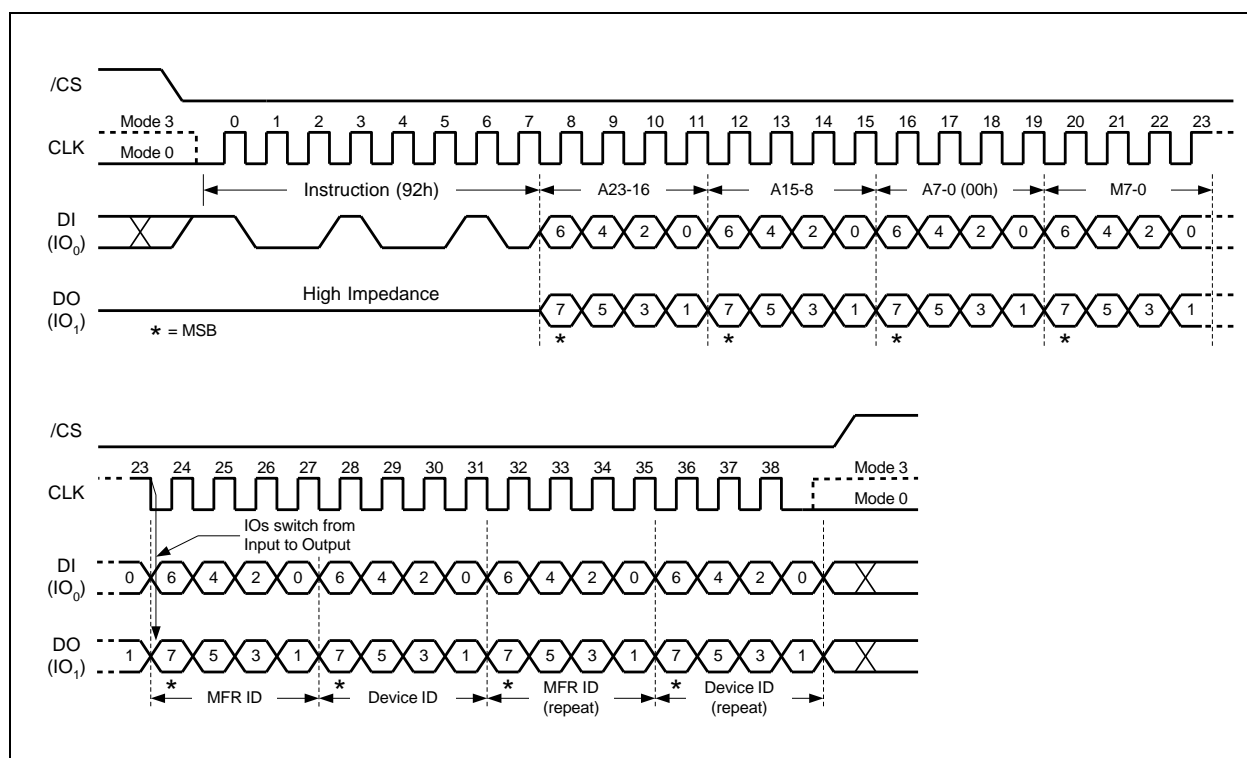 /CS
Mode 3
0 1 2 3 4 5 6 7 8 9 10 11 12 13 14 15 16 17 18 19 20 21 22 23
CLK
Mode 0
Instruction (92h) A23-16 A15-8 A7-0 (00h) M7-0
DI
(IO0)
6 4 2 0 6 4 2 0 6 4 2 0 6 4 2 0
High Impedance
DO
(IO1)
7 5 3 1 7 5 3 1 7 5 3 1 7 5 3 1
* = MSB
* * * *
/CS
23 24 25 26 27 28 29 30 31 32 33 34 35 36 37 38
Mode 3
CLK
Mode 0
IOs switch from
Input to Output
DI
(IO0)
0 6 4 2 0 6 4 2 0 6 4 2 0 6 4 2 0
DO
(IO1)
1 7 5 3 1 7 5 3 1 7 5 3 1 7 5 3 1
* * * *
MFR ID Device ID MFR ID
(repeat)
Device ID
(repeat)